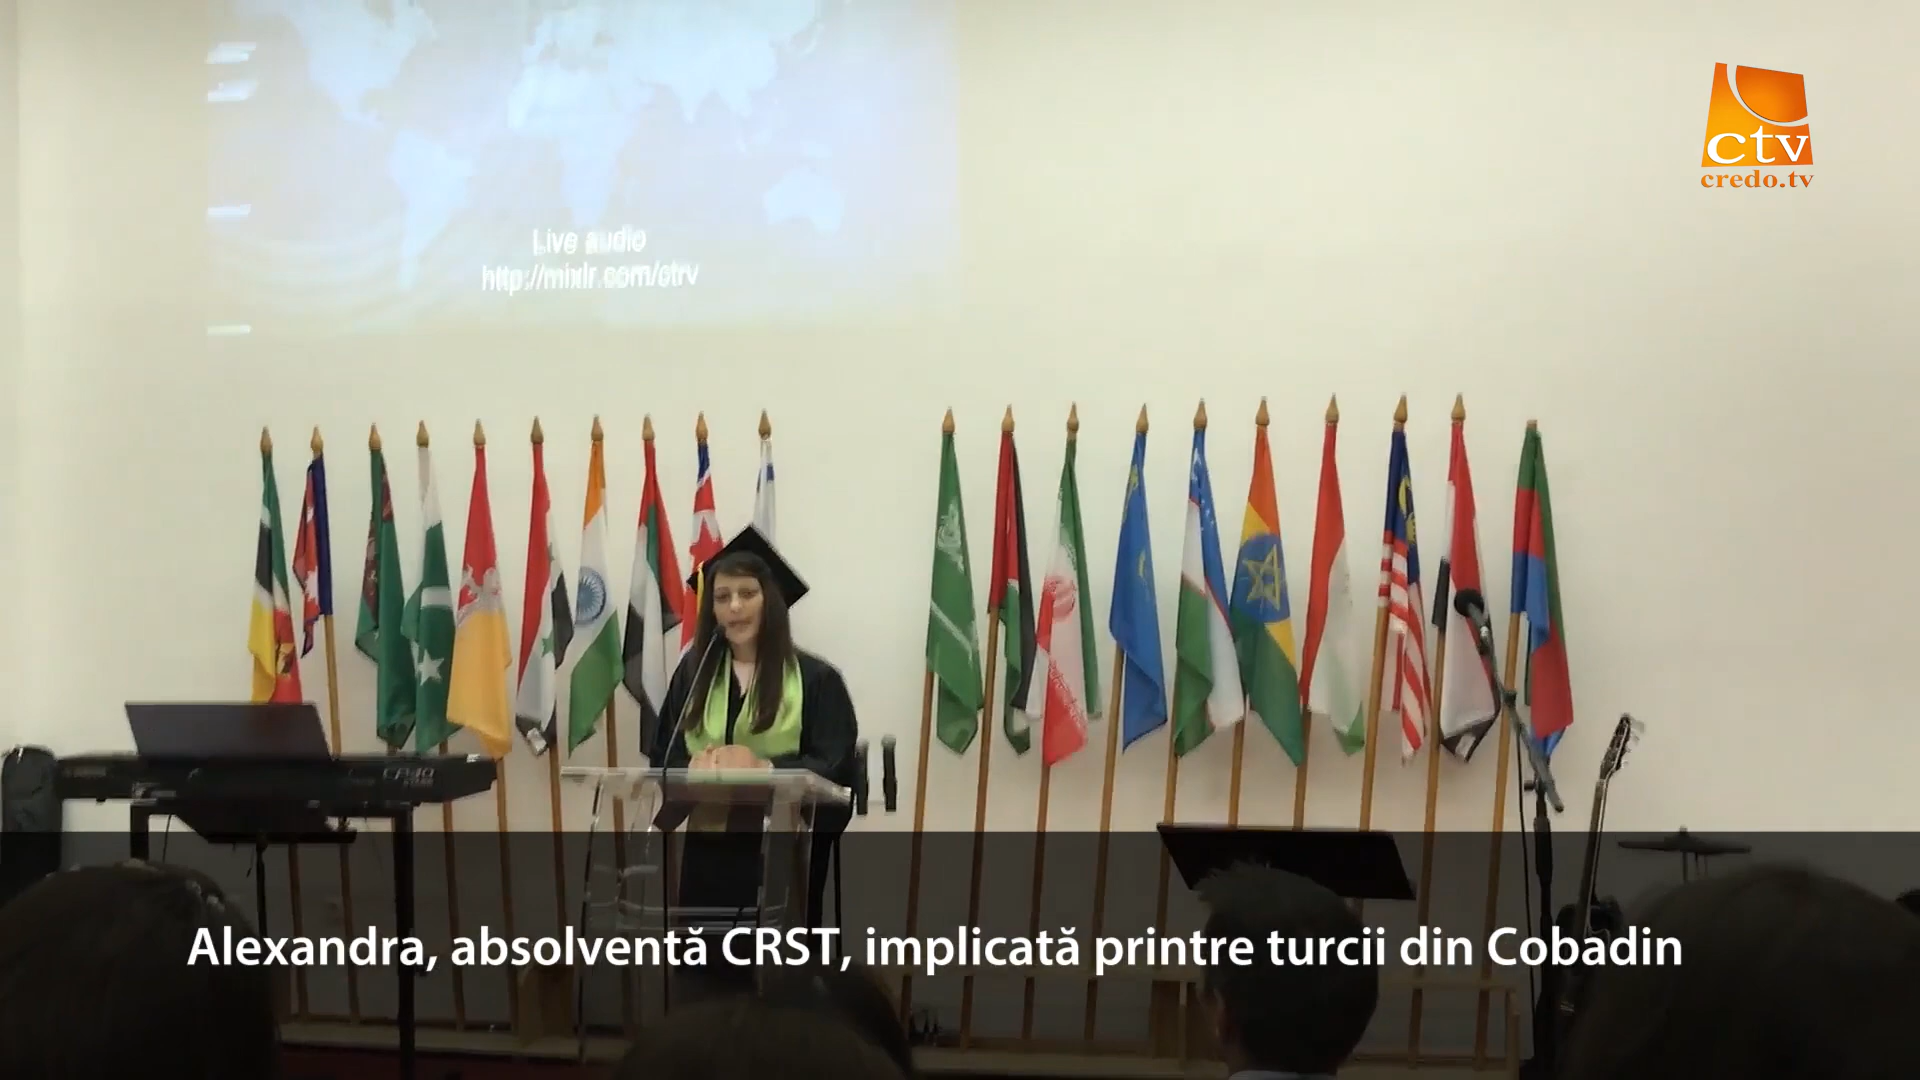 ctv
credo.tv
Live audio
http://mixlr.com/ctrv
Alexandra, absolventă CRST, implicată printre turcii din Cobadin